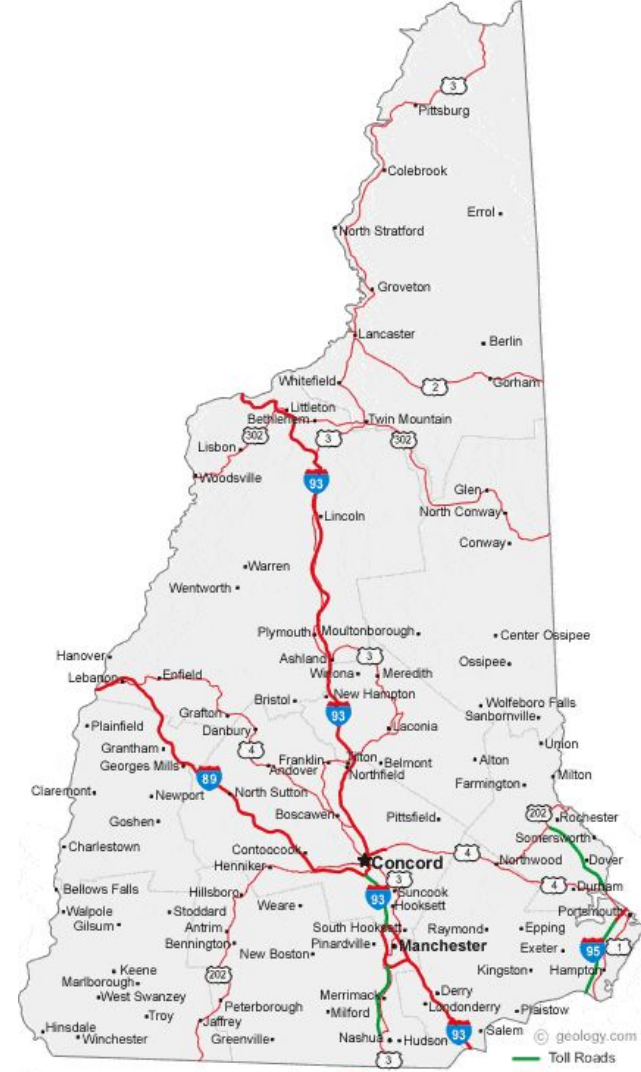 3
Pittsburg
Colebrook
Errol
North Stratford
Groveton
Lancaster
Berlin
Whitefield
2
Gorham
Littleton
Bethlehem
Twin Mountain
302
3
302
Lisbon
Woodsville
93
Glen
Lincoln
North Conway
Conway
Warren
Wentworth
Plymouth
Moultonborough
Center Ossipee
Hanover
Ashland
3
Ossipee
Lebanon
Enfield
Winona
Meredith
Bristol
New Hampton
Wolfeboro Falls
Grafton
93
Sanbornville
Plainfield
Danbury
Laconia
Grantham
4
Union
Georges Mills
Franklin
Tilton
Belmont
Alton
Andover
Northfield
89
Milton
Claremont
Newport
North Sutton
Farmington
Goshen
Boscawen
Pittsfield
202
Rochester
Somersworth
Charlestown
Contoocook
Concord
4
Dover
Henniker
Northwood
3
Bellows Falls
Hillsboro
93
Suncook
4
Durham
Walpole
Stoddard
Weare
Hooksett
Portsmouth
Gilsum
Antrim
South Hooksett
Raymond
Epping
Bennington
Pinardville
Manchester
95
1
New Boston
Exeter
Keene
202
Kingston
Hampton
Marlborough
West Swanzey
Peterborough
Merrimack
Derry
Londonderry
Troy
Jaffrey
Milford
Plaistow
Hinsdale
Winchester
Greenville
Nashua
Hudson
93
Salem
© geology.com
3
Toll Roads